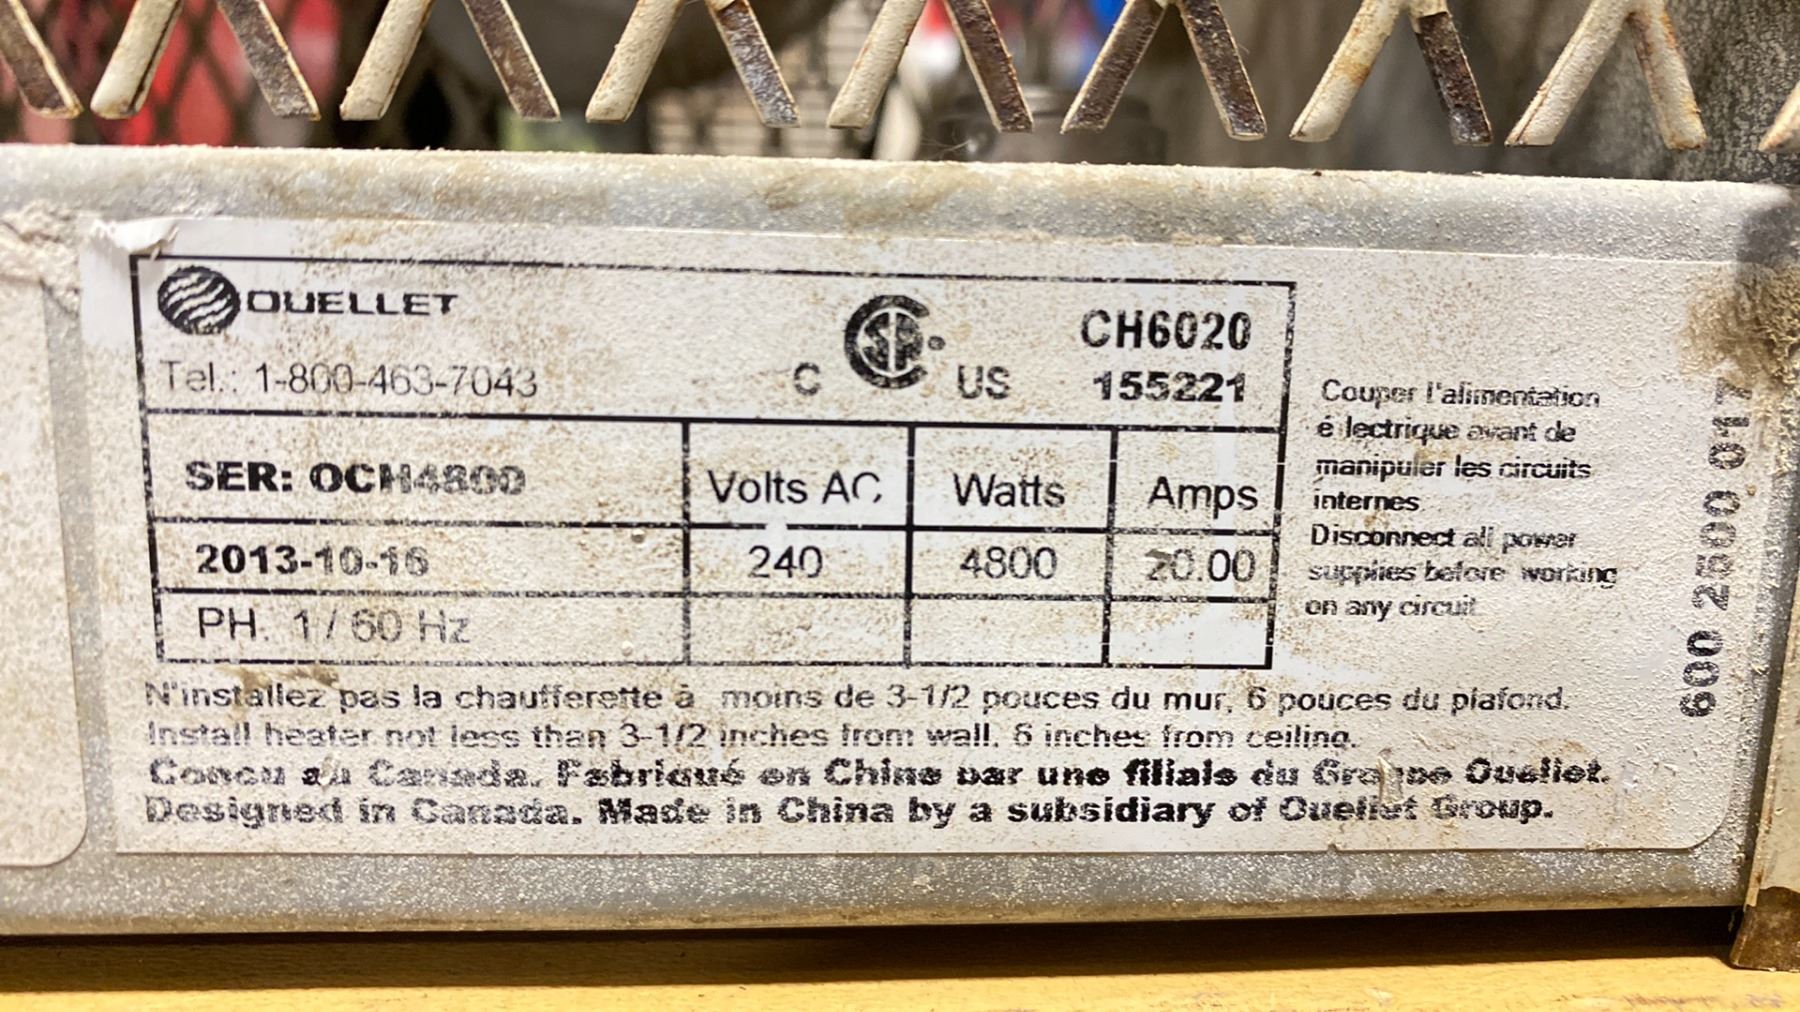 OUELLET
Tel.: 1-800-463-7043
C SP US
CH6020
155221
SER: OCH4800 Volts AC Watts Amps
2013-10-16 240 4800 20.00
PH. 1 / 60 Hz
Couper l'alimentation
é lectrique avant de
manipuler les circuits
internes
Disconnect all power
supplies before working
on any circuit
600 2500 017
N'installez pas la chaufferette à moins de 3-1/2 pouces du mur, 6 pouces du plafond.
Install heater not less than 3-1/2 inches from wall, 6 inches from ceiling.
Concu au Canada. Fabriqué en Chine par une filiale du Groupe Ouellet.
Designed in Canada. Made in China by a subsidiary of Ouellet Group.